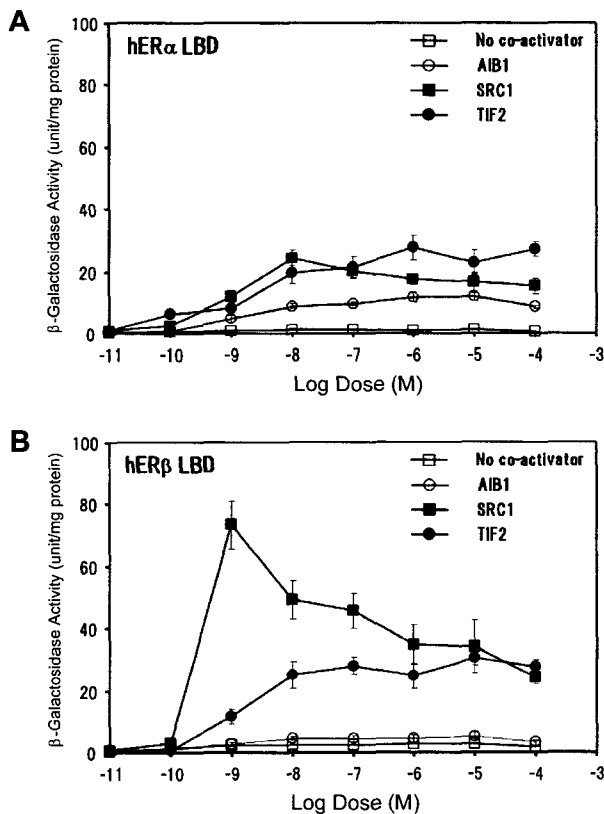 A
hERα LBD
No co-activator
AIB1
SRC1
TIF2
β-Galactosidase Activity (unit/mg protein)
100
80
60
40
20
0
-11 -10 -9 -8 -7 -6 -5 -4
Log Dose (M)
B
hERβ LBD
No co-activator
AIB1
SRC1
TIF2
β-Galactosidase Activity (unit/mg protein)
100
80
60
40
20
0
-11 -10 -9 -8 -7 -6 -5 -4
Log Dose (M)